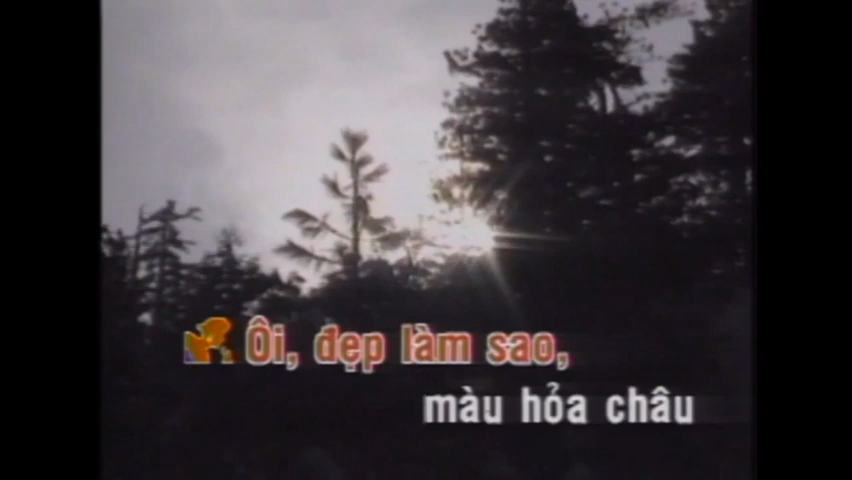 Ôi, đẹp làm sao,
màu hỏa châu